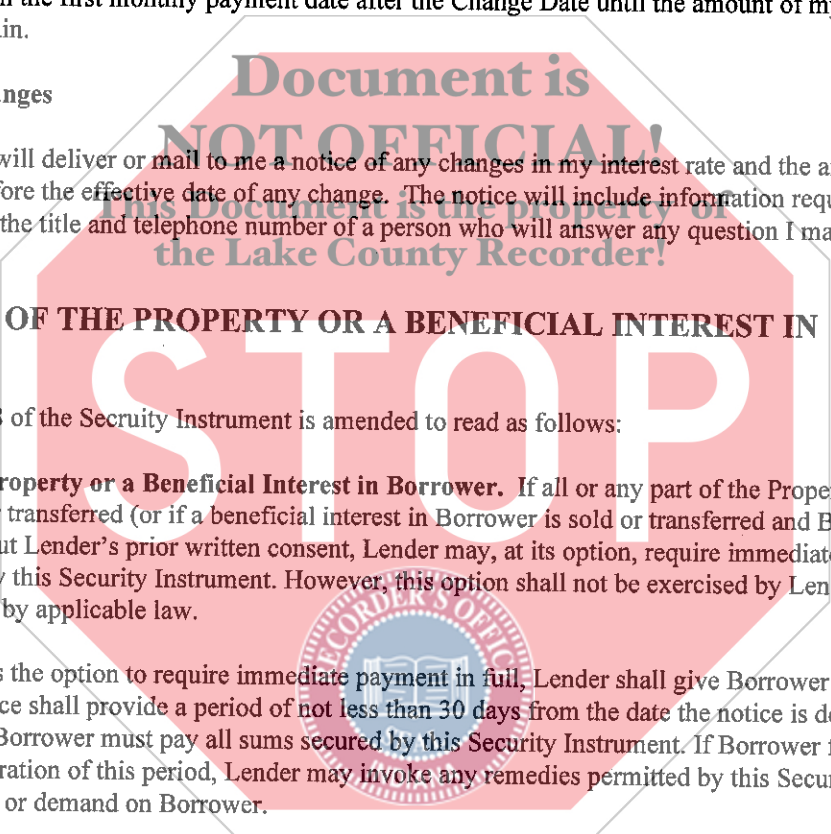 the first monthly payment date after the Change Date until the amount of my
in.
Document is
nges
NOT OFFICIAL!
will deliver or mail to me a notice of any changes in my interest rate and the a
fore the effective date of any change. The notice will include information requ
This Document is the property of
the title and telephone number of a person who will answer any question I ma
the Lake County Recorder!
OF THE PROPERTY OR A BENEFICIAL INTEREST IN
STOP
of the Secruity Instrument is amended to read as follows:
roperty or a Beneficial Interest in Borrower. If all or any part of the Prope
transferred (or if a beneficial interest in Borrower is sold or transferred and B
ut Lender's prior written consent, Lender may, at its option, require immediat
y this Security Instrument. However, this option shall not be exercised by Len
by applicable law.
RECORDER'S OFFIC
s the option to require immediate payment in full, Lender shall give Borrower
ce shall provide a period of not less than 30 days from the date the notice is de
Borrower must pay all sums secured by this Security Instrument. If Borrower f
ration of this period, Lender may invoke any remedies permitted by this Secur
or demand on Borrower.